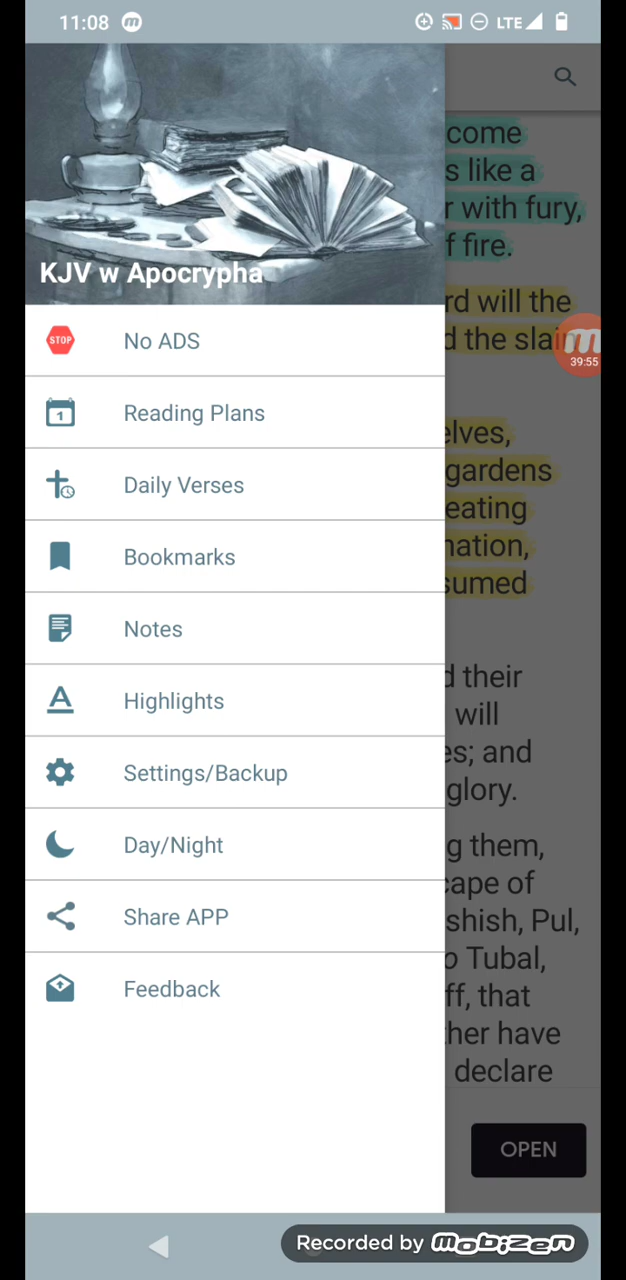 11:08
LTE
KJV w Apocrypha
STOP
No ADS
1
Reading Plans
Daily Verses
Bookmarks
Notes
Highlights
Settings/Backup
Day/Night
Share APP
Feedback
come
s like a
r with fury,
f fire.
rd will the
d the slain
39:55
elves,
gardens
eating
nation,
sumed
d their
will
es; and
glory.
g them,
cape of
shish, Pul,
o Tubal,
ff, that
ther have
declare
OPEN
Recorded by mobizen